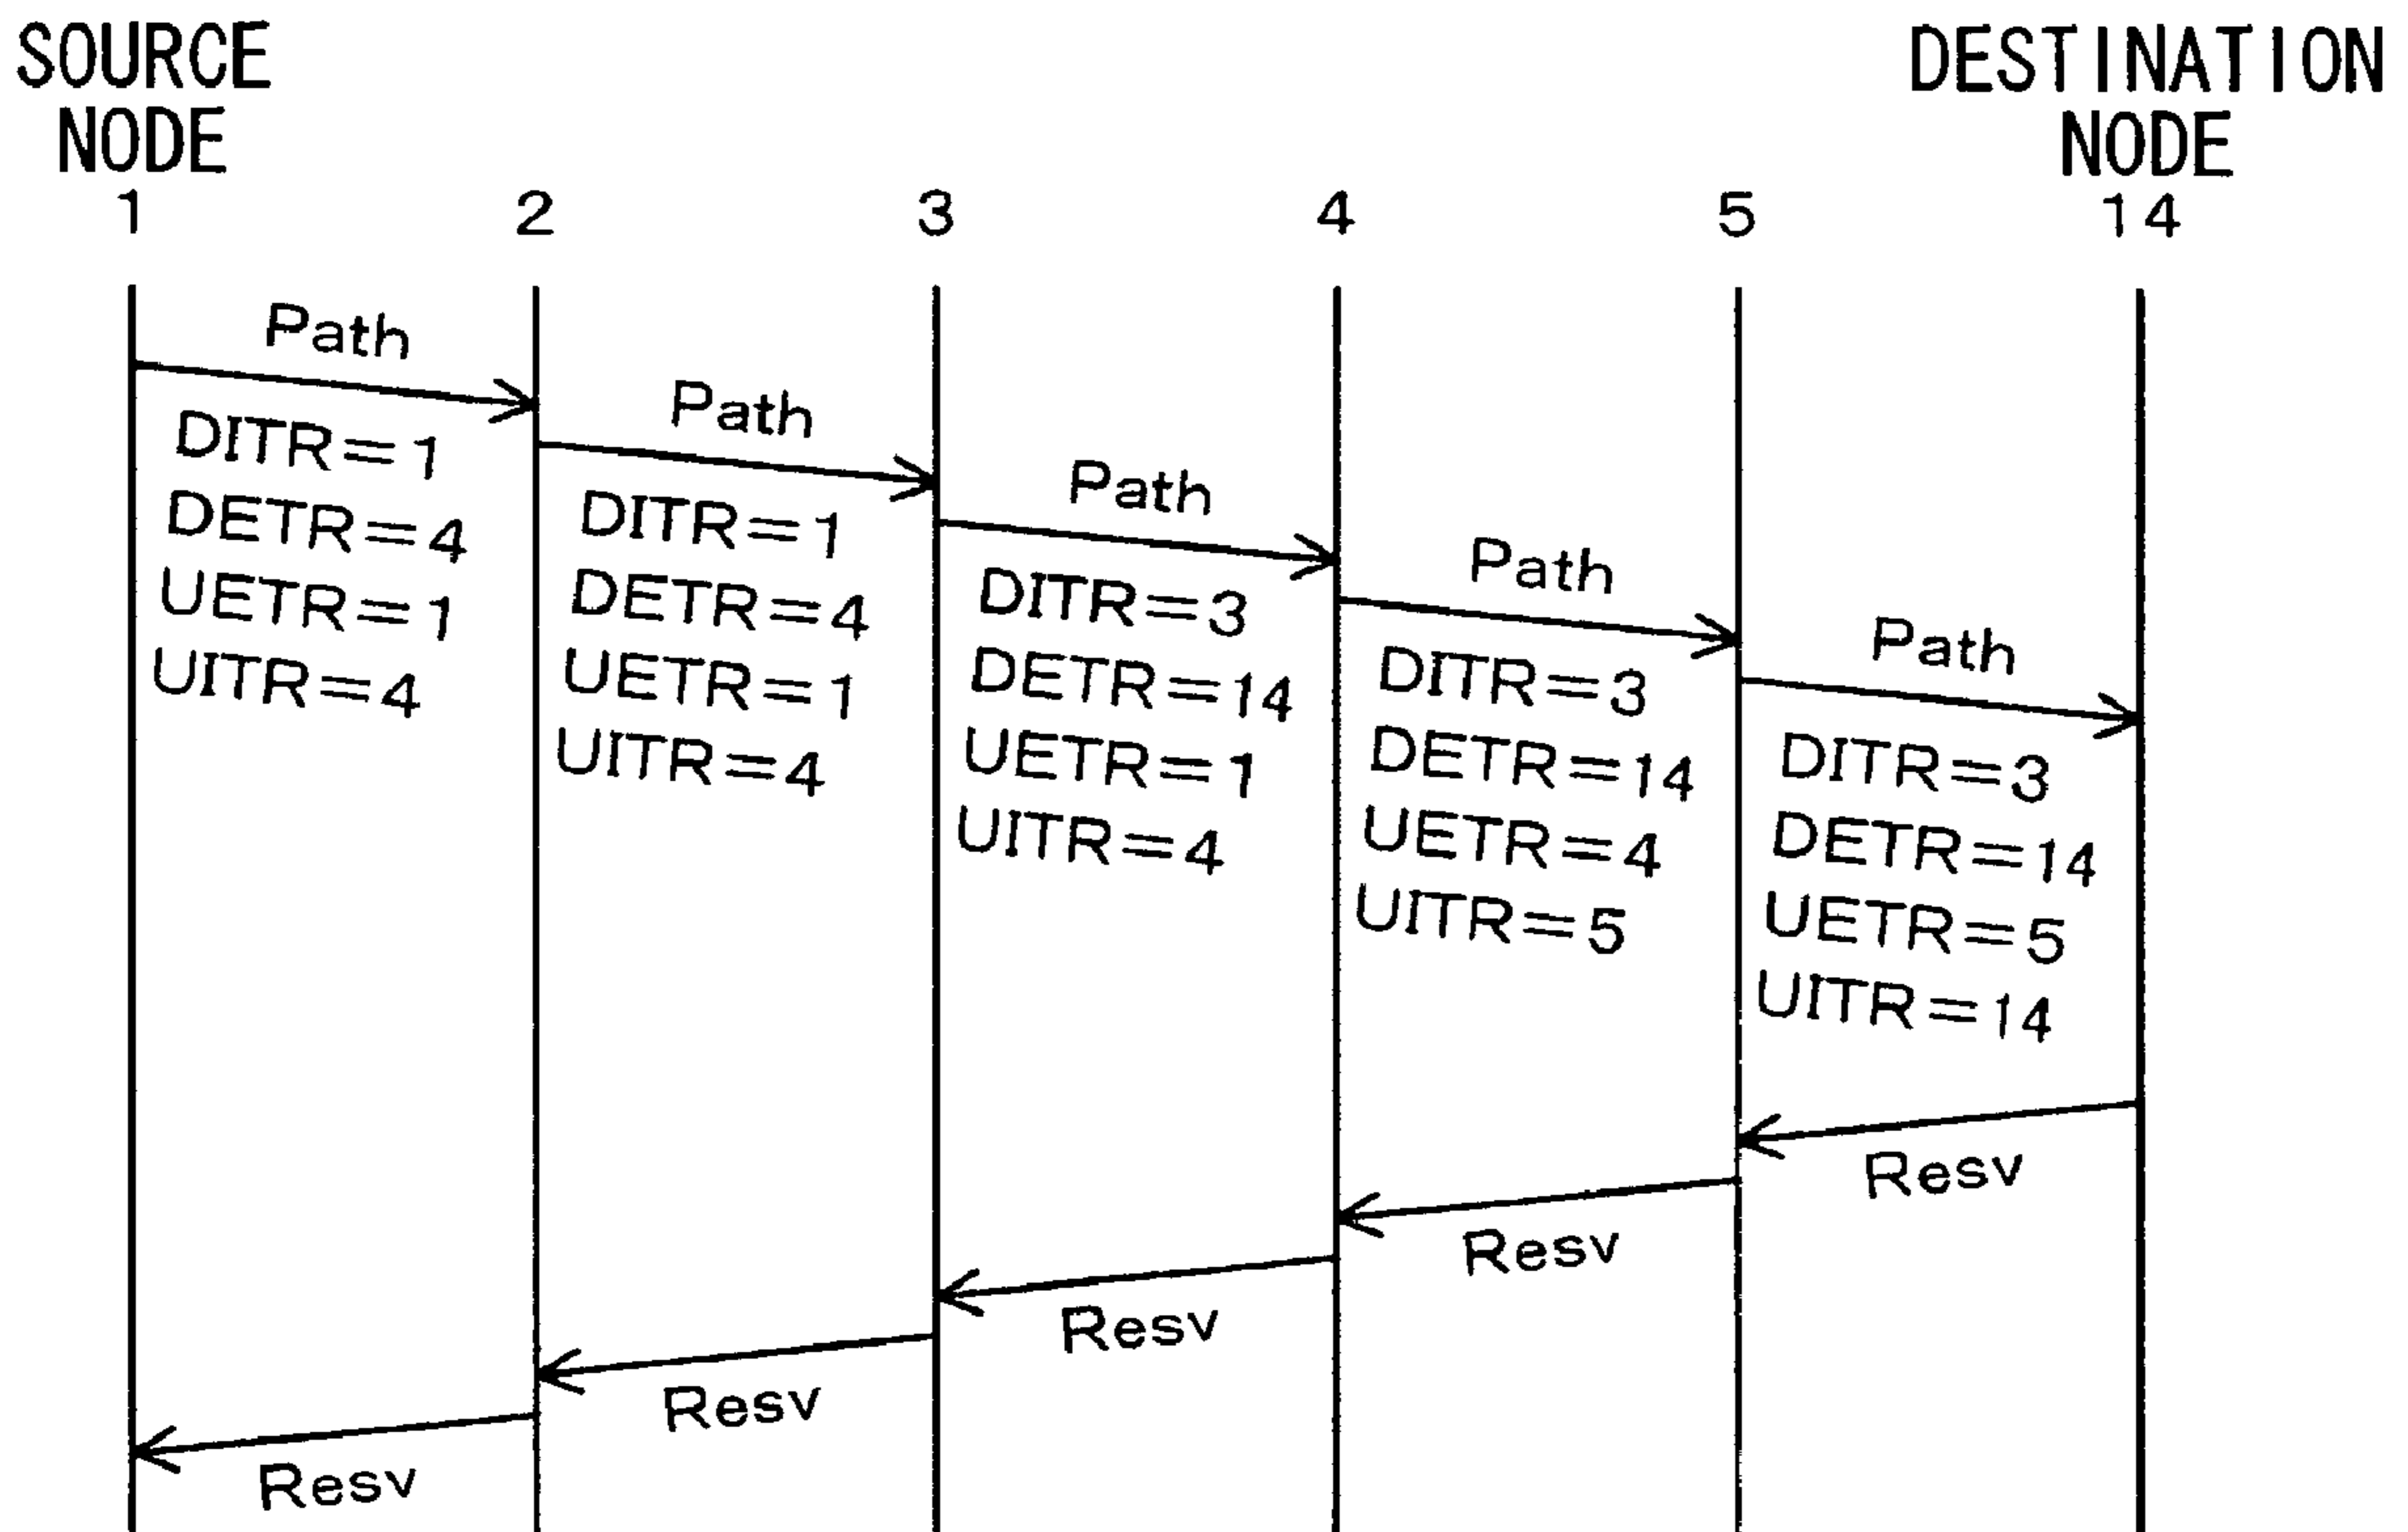 SOURCE
NODE
DESTINATION
NODE
1
2
3
4
5
14
Path
DITR=1
DETR=4
UETR=1
UITR=4
Path
DITR=1
DETR=4
UETR=1
UITR=4
Path
DITR=3
DETR=14
UETR=1
UITR=4
Path
DITR=3
DETR=14
UETR=4
UITR=5
Path
DITR=3
DETR=14
UETR=5
UITR=14
Resv
Resv
Resv
Resv
Resv